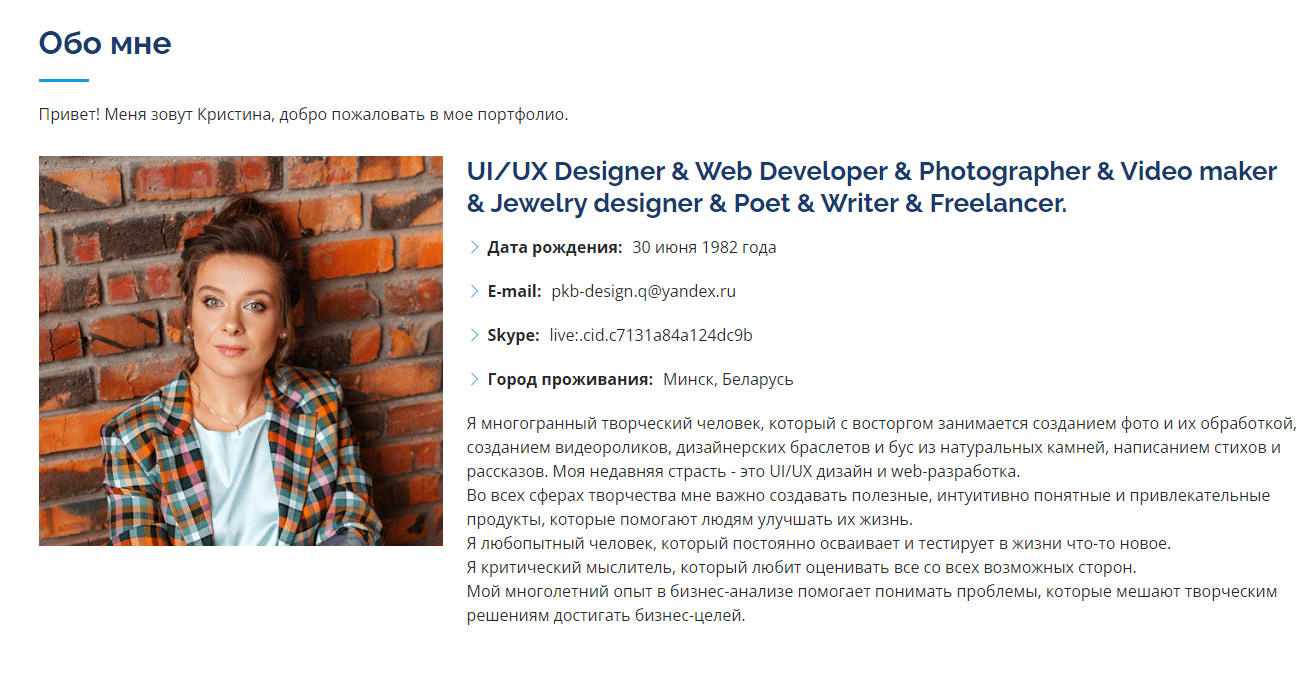 Обо мне
Привет! Меня зовут Кристина, добро пожаловать в мое портфолио.
UI/UX Designer & Web Developer & Photographer & Video maker
& Jewelry designer & Poet & Writer & Freelancer.
Дата рождения: 30 июня 1982 года
E-mail: pkb-design.q@yandex.ru
Skype: live:.cid.c7131a84a124dc9b
Город проживания: Минск, Беларусь
Я многогранный творческий человек, который с восторгом занимается созданием фото и их обработкой,
созданием видеороликов, дизайнерских браслетов и бус из натуральных камней, написанием стихов и
рассказов. Моя недавняя страсть - это UI/UX дизайн и web-разработка.
Во всех сферах творчества мне важно создавать полезные, интуитивно понятные и привлекательные
продукты, которые помогают людям улучшать их жизнь.
Я любопытный человек, который постоянно осваивает и тестирует в жизни что-то новое.
Я критический мыслитель, который любит оценивать все со всех возможных сторон.
Мой многолетний опыт в бизнес-анализе помогает понимать проблемы, которые мешают творческим
решениям достигать бизнес-целей.